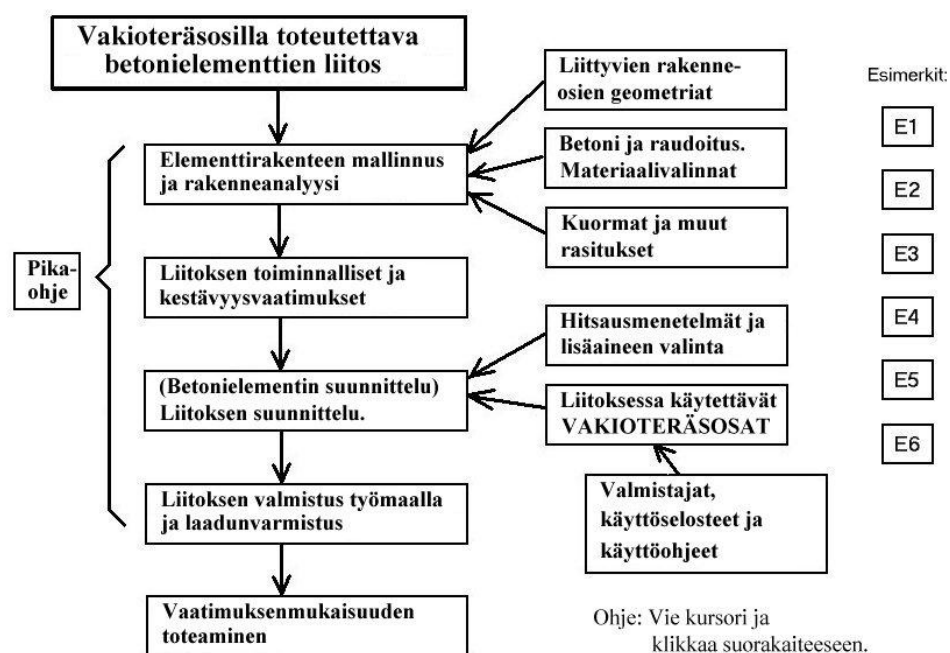 Vakioteräsosilla toteutettava
betonielementtien liitos
Liittyvien rakenne-
osien geometriat
Esimerkit:
E1
Elementtirakenteen mallinnus
ja rakenneanalyysi
Betoni ja raudoitus.
Materiaalivalinnat
E2
Kuormat ja muut
rasitukset
E3
Pika-
ohje
Liitoksen toiminnalliset ja
kestävyysvaatimukset
Hitsausmenetelmät ja
lisäaineen valinta
E4
(Betonielementin suunnittelu)
Liitoksen suunnittelu.
Liitoksessa käytettävät
VAKIOTERÄSOSAT
E5
E6
Liitoksen valmistus työmaalla
ja laadunvarmistus
Valmistajat,
käyttöselosteet ja
käyttöohjeet
Vaatimuksenmukaisuuden
toteaminen
Ohje: Vie kursori ja
klikkaa suorakaiteeseen.